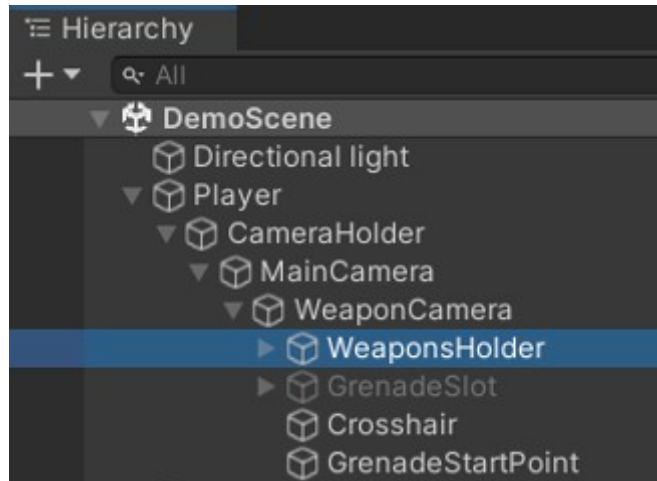 Hierarchy
All
DemoScene
Directional light
Player
CameraHolder
MainCamera
WeaponCamera
WeaponsHolder
GrenadeSlot
Crosshair
GrenadeStartPoint